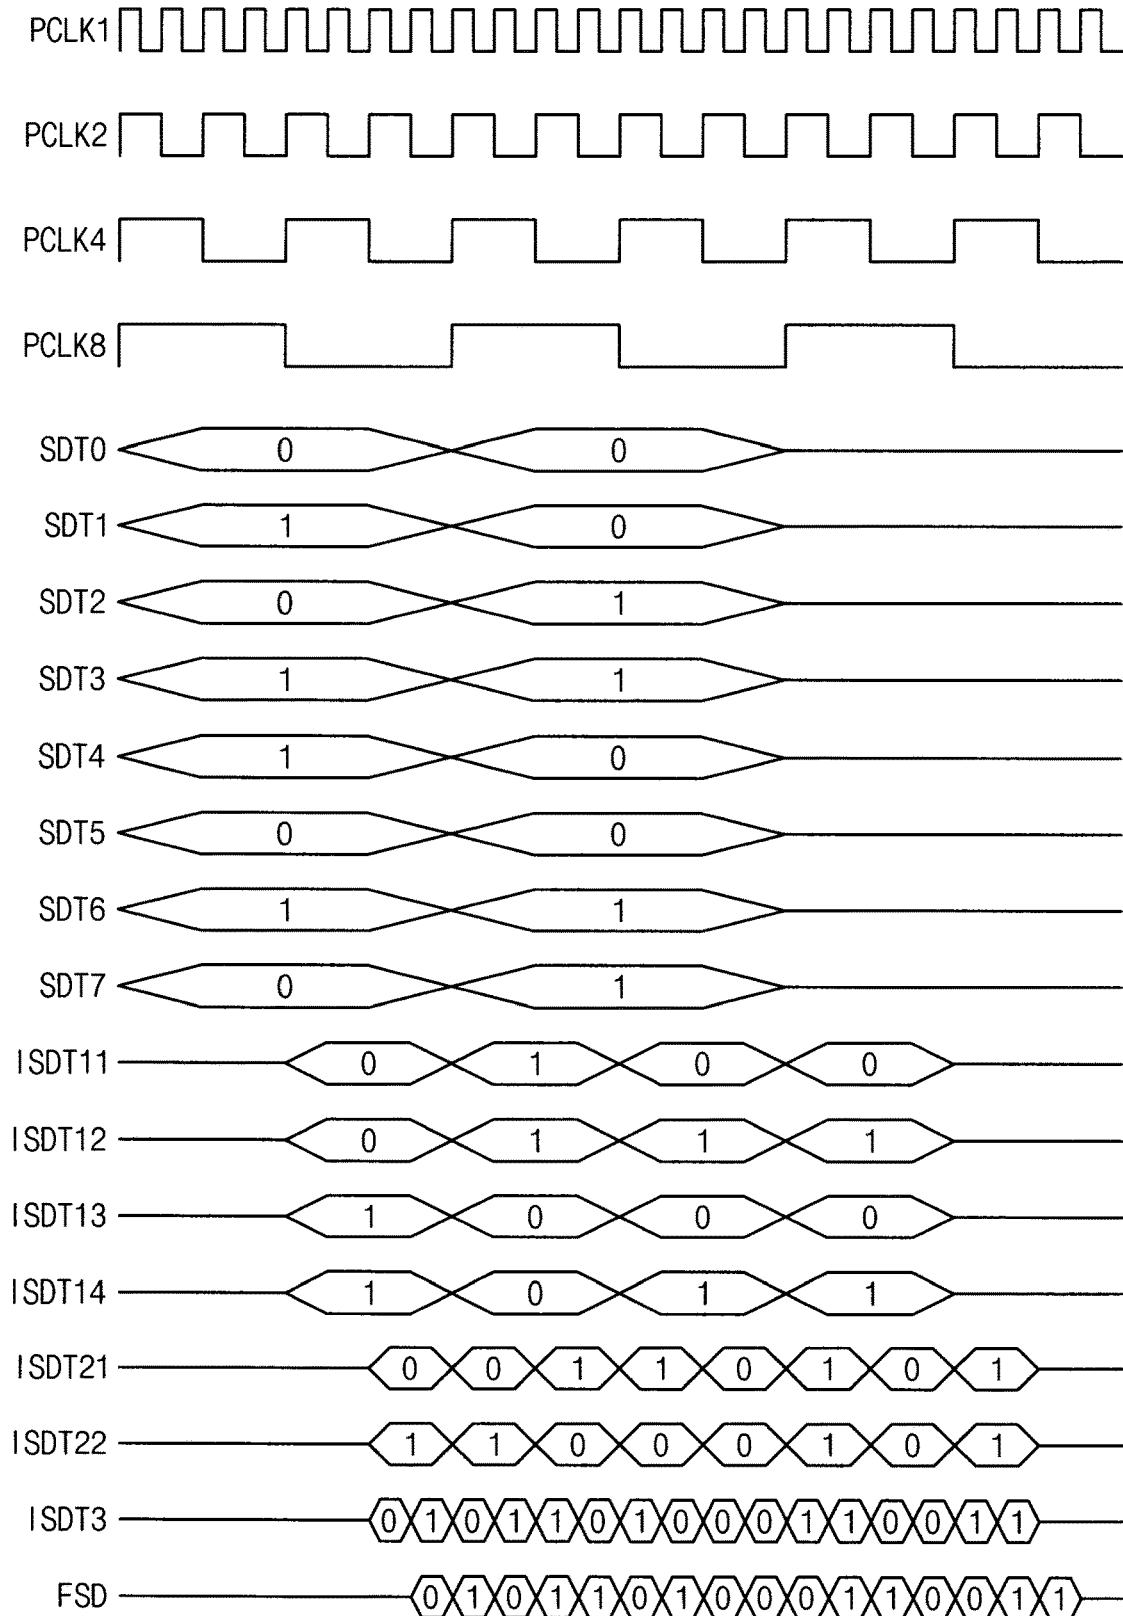 PCLK1
PCLK2
PCLK4
PCLK8
SDT0 0 0
SDT1 1 0
SDT2 0 1
SDT3 1 1
SDT4 1 0
SDT5 0 0
SDT6 1 1
SDT7 0 1
ISDT11 0 1 0 0
ISDT12 0 1 1 1
ISDT13 1 0 0 0
ISDT14 1 0 1 1
ISDT21 0 0 1 1 0 1 0 1
ISDT22 1 1 0 0 0 1 0 1
ISDT3 0 1 0 1 1 0 1 0 0 0 1 1 0 0 1 1
FSD 0 1 0 1 1 0 1 0 0 0 1 1 0 0 1 1